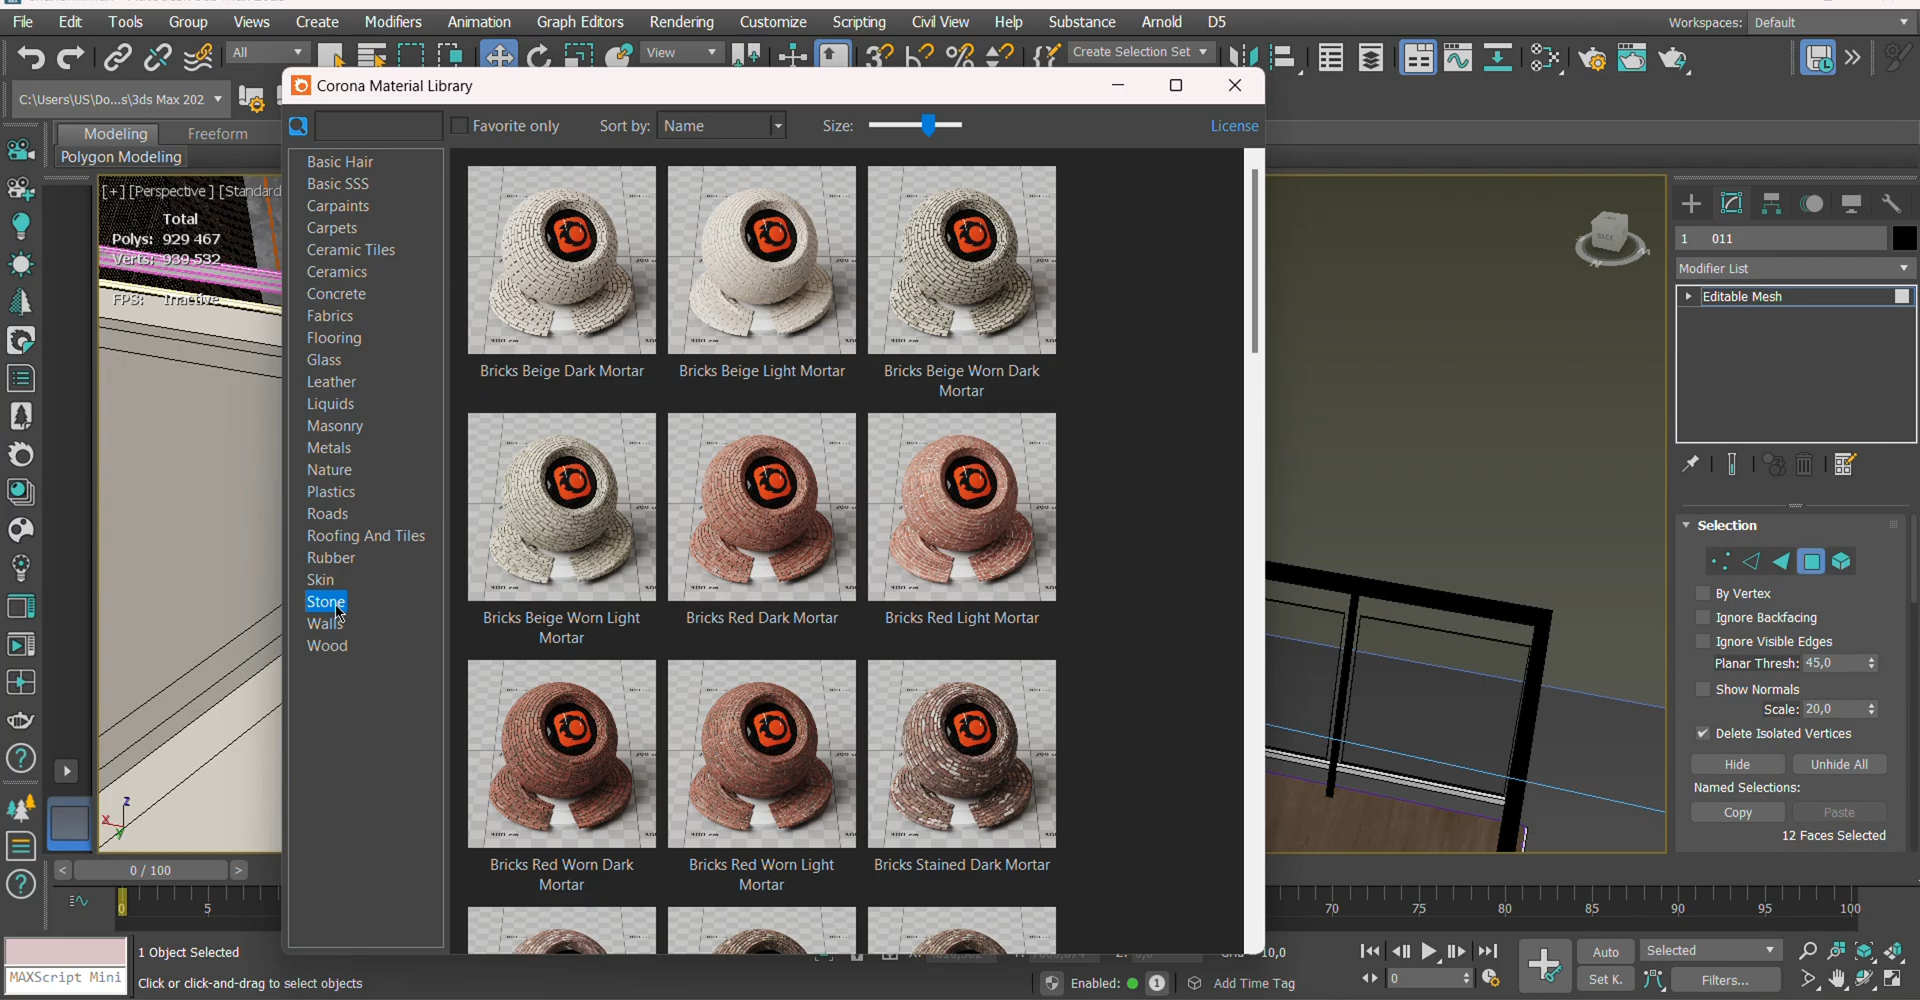 File Edit Tools Group Views Create Modifiers Animation Graph Editors Rendering Customize Scripting Civil View Help Substance Arnold D5 Workspaces: Default
All View Create Selection Set
Corona Material Library
C:\Users\US\Do...s\3ds Max 202
Favorite only Sort by: Name Size: License
Modeling Freeform
Polygon Modeling
[+] [Perspective ] [Standard
Total
Polys: 929 467
Verts: 939 532
FPS: Inactive
Basic Hair
Basic SSS
Carpaints
Carpets
Ceramic Tiles
Ceramics
Concrete
Fabrics
Flooring
Glass
Leather
Liquids
Masonry
Metals
Nature
Plastics
Roads
Roofing And Tiles
Rubber
Skin
Stone
Walls
Wood
Bricks Beige Dark Mortar
Bricks Beige Light Mortar
Bricks Beige Worn Dark
Mortar
Bricks Beige Worn Light
Mortar
Bricks Red Dark Mortar
Bricks Red Light Mortar
Bricks Red Worn Dark
Mortar
Bricks Red Worn Light
Mortar
Bricks Stained Dark Mortar
BACK
1 011
Modifier List
Editable Mesh
Selection
By Vertex
Ignore Backfacing
Ignore Visible Edges
Planar Thresh: 45,0
Show Normals
Scale: 20,0
Delete Isolated Vertices
Hide Unhide All
Named Selections:
Copy Paste
12 Faces Selected
z
x
y
0 / 100
0 5 70 75 80 85 90 95 100
MAXScript Mini
1 Object Selected
Click or click-and-drag to select objects
10,0
Enabled: 1 Add Time Tag
0
Auto Selected
Set K. Filters...